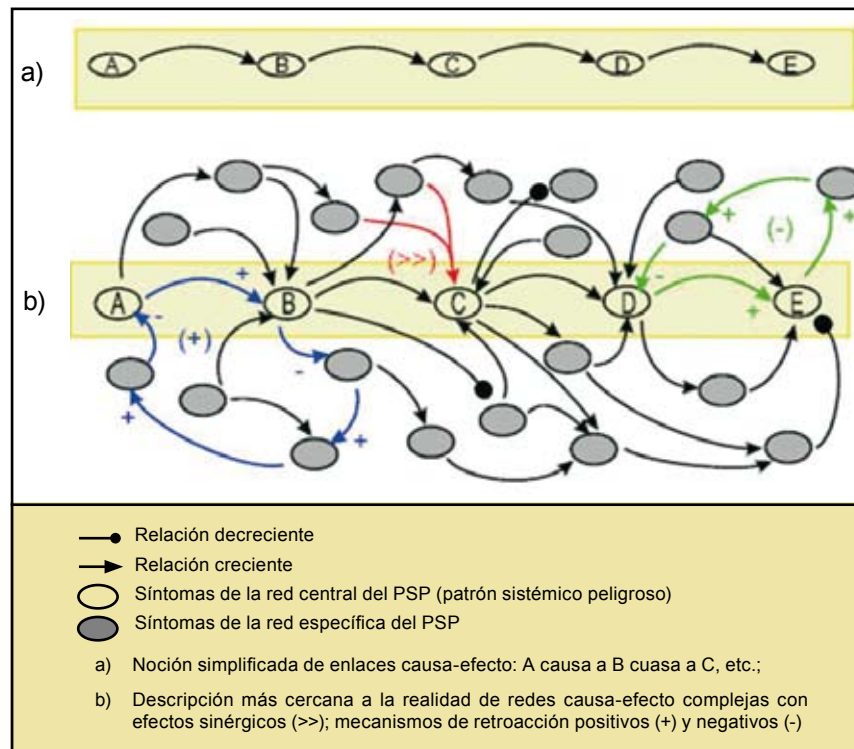 a)
A B C D E
(>>)
+ (-) +
b)
A + B C D - + E
- (+)
-
+ +
Relación decreciente
Relación creciente
Síntomas de la red central del PSP (patrón sistémico peligroso)
Síntomas de la red específica del PSP
a) Noción simplificada de enlaces causa-efecto: A causa a B cuasa a C, etc.;
b) Descripción más cercana a la realidad de redes causa-efecto complejas con
efectos sinérgicos (>>); mecanismos de retroacción positivos (+) y negativos (-)